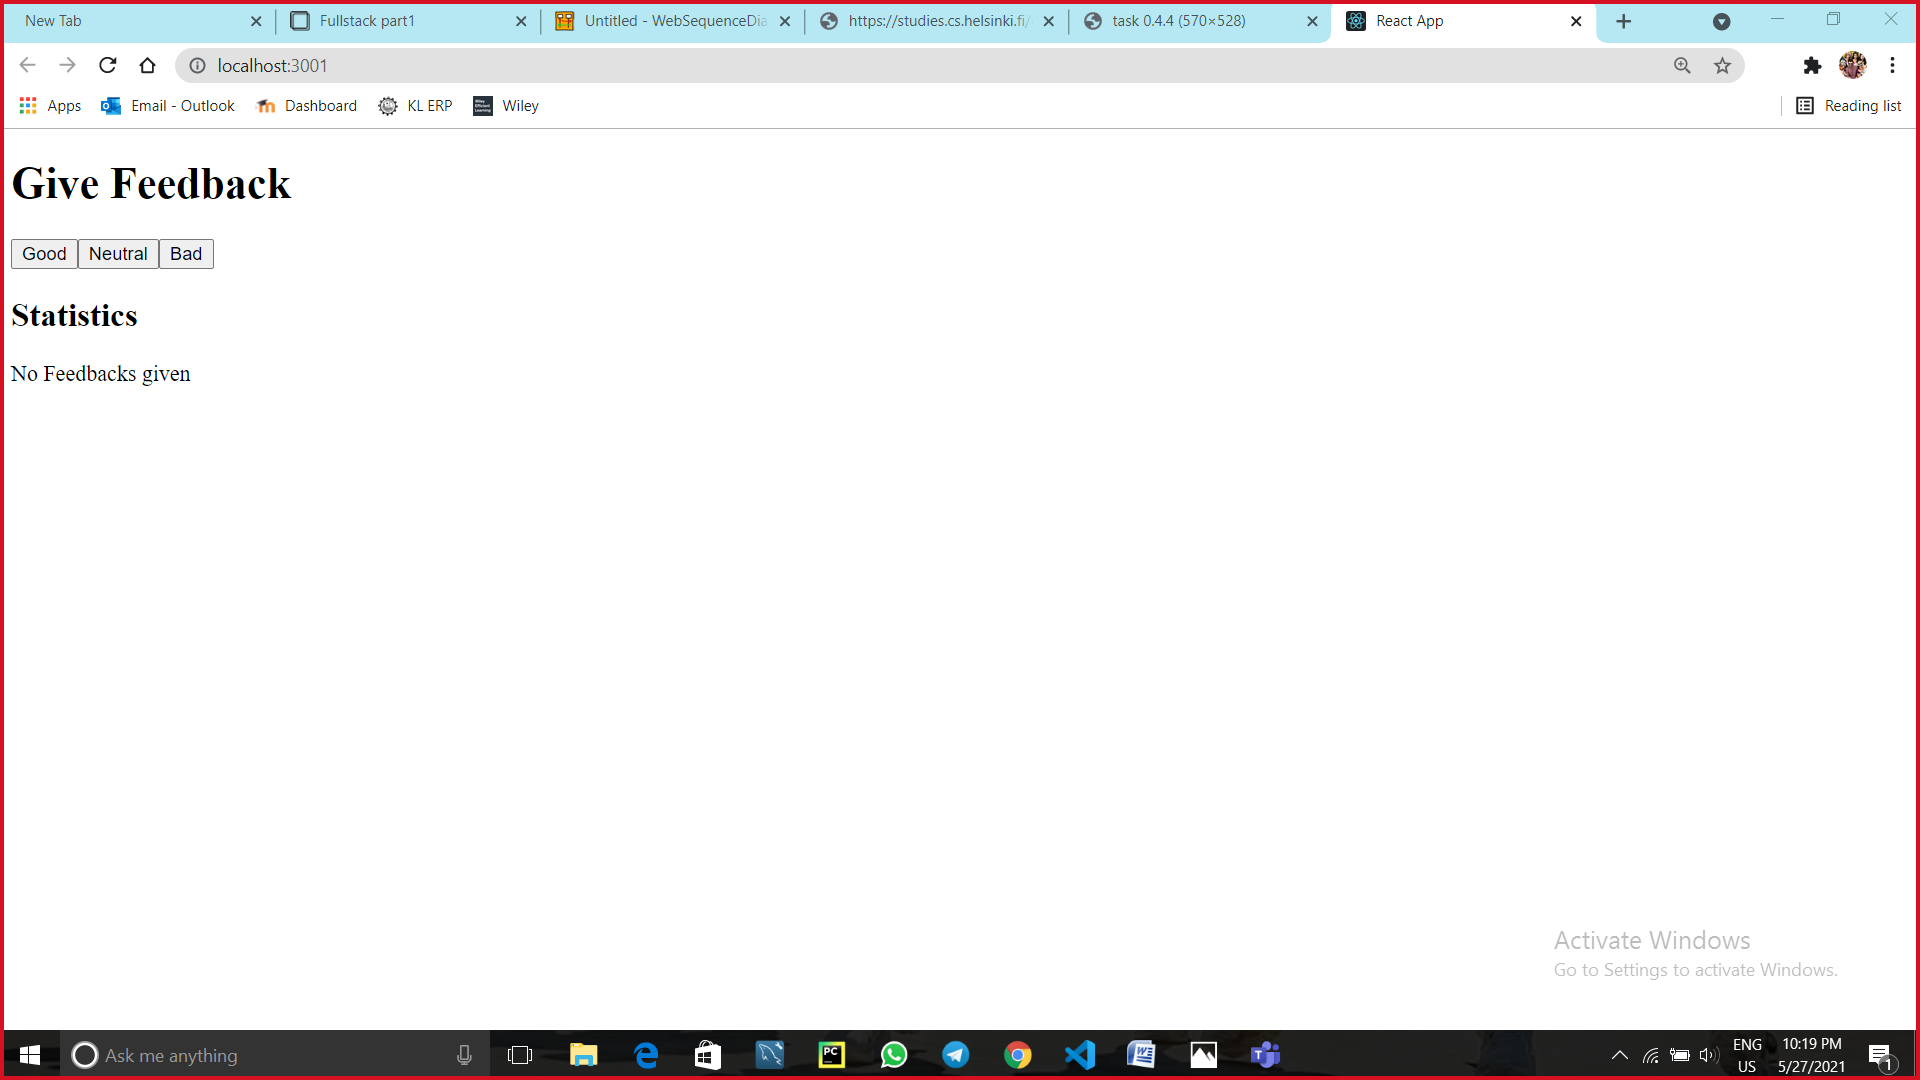 New Tab
Fullstack part1
Untitled - WebSequenceDia
https://studies.cs.helsinki.fi/
task 0.4.4 (570×528)
React App
localhost:3001
Apps
Email - Outlook
Dashboard
KL ERP
Wiley
Reading list
Give Feedback
Good
Neutral
Bad
Statistics
No Feedbacks given
Activate Windows
Go to Settings to activate Windows.
Ask me anything
PC
ENG
US
10:19 PM
5/27/2021
1